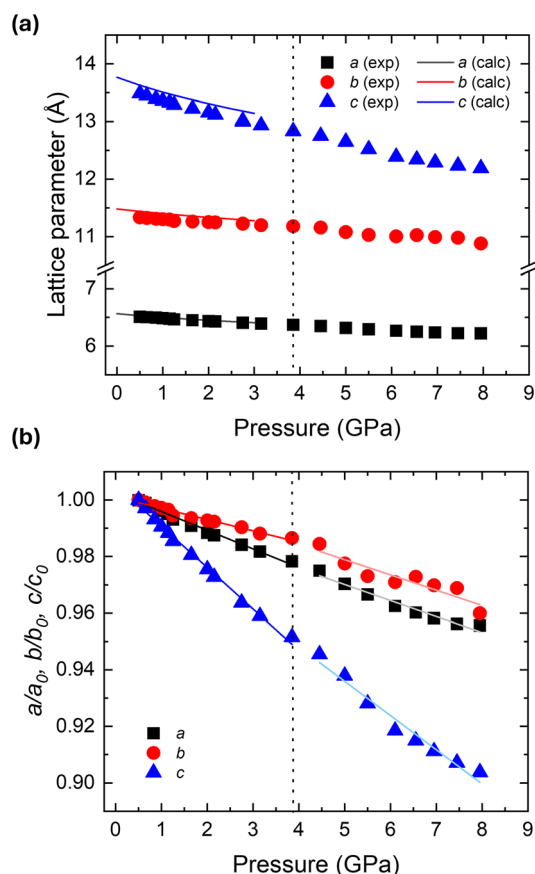 (a)
a (exp) a (calc)
b (exp) b (calc)
c (exp) c (calc)
Lattice parameter (Å)
14
13
12
11
7
6
0 1 2 3 4 5 6 7 8 9
Pressure (GPa)
(b)
a/a0, b/b0, c/c0
1.00
0.98
0.96
0.94
0.92
0.90
a
b
c
0 1 2 3 4 5 6 7 8 9
Pressure (GPa)